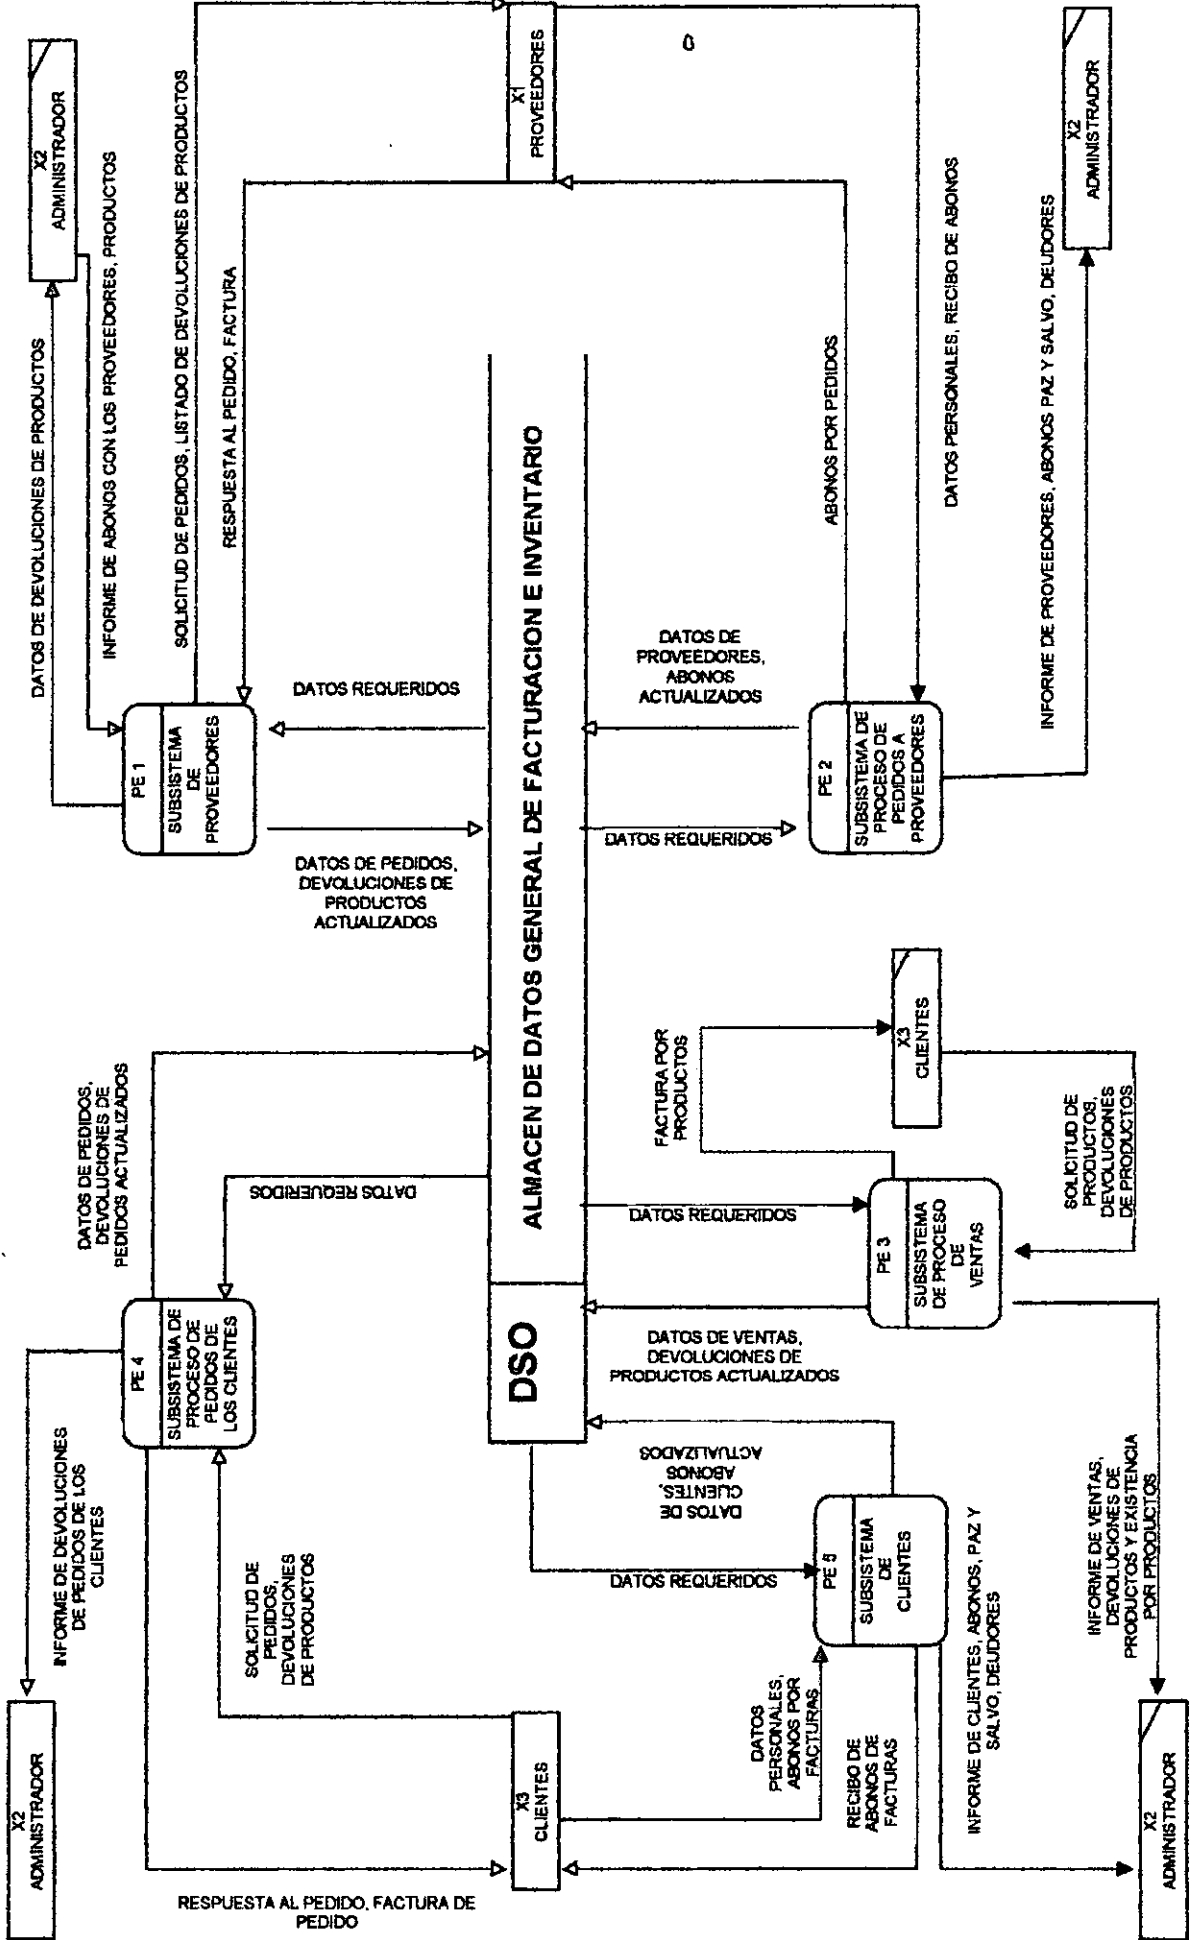 X2
ADMINISTRADOR
INFORME DE DEVOLUCIONES
DE PEDIDOS DE LOS
CLIENTES
DATOS DE PEDIDOS,
DEVOLUCIONES DE
PEDIDOS ACTUALIZADOS
DATOS DE DEVOLUCIONES DE PRODUCTOS
X2
ADMINISTRADOR
INFORME DE ABONOS CON LOS PROVEEDORES, PRODUCTOS
PE 4
SUBSISTEMA DE
PROCESO DE
PEDIDOS DE
LOS CLIENTES
PE 1
SUBSISTEMA
DE
PROVEEDORES
SOLICITUD DE PEDIDOS, LISTADO DE DEVOLUCIONES DE PRODUCTOS
RESPUESTA AL PEDIDO, FACTURA
RESPUESTA AL PEDIDO, FACTURA DE
PEDIDO
SOLICITUD DE
PEDIDOS,
DEVOLUCIONES
DE PRODUCTOS
DATOS REQUERIDOS
DATOS DE PEDIDOS,
DEVOLUCIONES DE
PRODUCTOS
ACTUALIZADOS
DATOS REQUERIDOS
X3
CLIENTES
DSO
ALMACEN DE DATOS GENERAL DE FACTURACION E INVENTARIO
X1
PROVEEDORES
DATOS REQUERIDOS
DATOS DE
CLIENTES,
ABONOS
ACTUALIZADOS
DATOS DE VENTAS,
DEVOLUCIONES DE
PRODUCTOS ACTUALIZADOS
DATOS REQUERIDOS
FACTURA POR
PRODUCTOS
DATOS REQUERIDOS
DATOS DE
PROVEEDORES,
ABONOS
ACTUALIZADOS
ABONOS POR PEDIDOS
DATOS
PERSONALES,
ABONOS POR
FACTURAS
RECIBO DE
ABONOS DE
FACTURAS
PE 5
SUBSISTEMA
DE
CLIENTES
PE 3
SUBSISTEMA
DE PROCESO
DE
VENTAS
X3
CLIENTES
PE 2
SUBSISTEMA DE
PROCESO DE
PEDIDOS A
PROVEEDORES
DATOS PERSONALES, RECIBO DE ABONOS
INFORME DE CLIENTES, ABONOS, PAZ Y
SALVO, DEUDORES
SOLICITUD DE
PRODUCTOS,
DEVOLUCIONES
DE PRODUCTOS
INFORME DE PROVEEDORES, ABONOS PAZ Y SALVO, DEUDORES
X2
ADMINISTRADOR
INFORME DE VENTAS,
DEVOLUCIONES DE
PRODUCTOS Y EXISTENCIA
POR PRODUCTOS
X2
ADMINISTRADOR